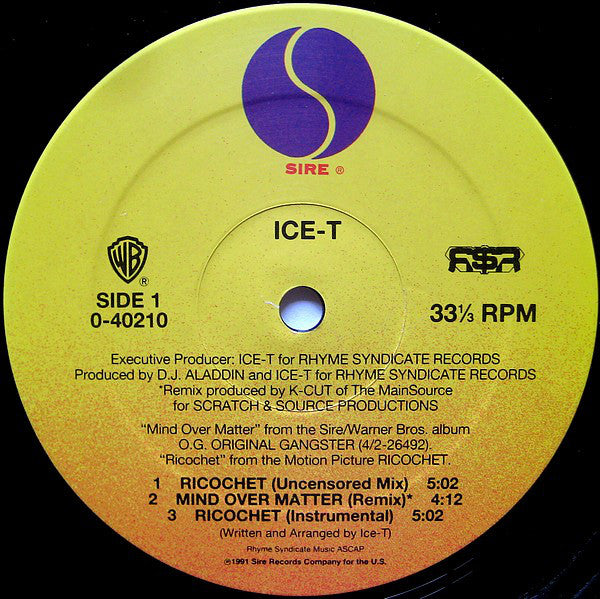 SIRE ®
ICE-T
WB
®
R$R
SIDE 1
0-40210
33⅓ RPM
Executive Producer: ICE-T for RHYME SYNDICATE RECORDS
Produced by D.J. ALADDIN and ICE-T for RHYME SYNDICATE RECORDS
*Remix produced by K-CUT of The MainSource
for SCRATCH & SOURCE PRODUCTIONS
"Mind Over Matter" from the Sire/Warner Bros. album
O.G. ORIGINAL GANGSTER (4/2-26492).
"Ricochet" from the Motion Picture RICOCHET.
1 RICOCHET (Uncensored Mix) 5:02
2 MIND OVER MATTER (Remix)* 4:12
3 RICOCHET (Instrumental) 5:02
(Written and Arranged by Ice-T)
Rhyme Syndicate Music ASCAP
℗1991 Sire Records Company for the U.S.